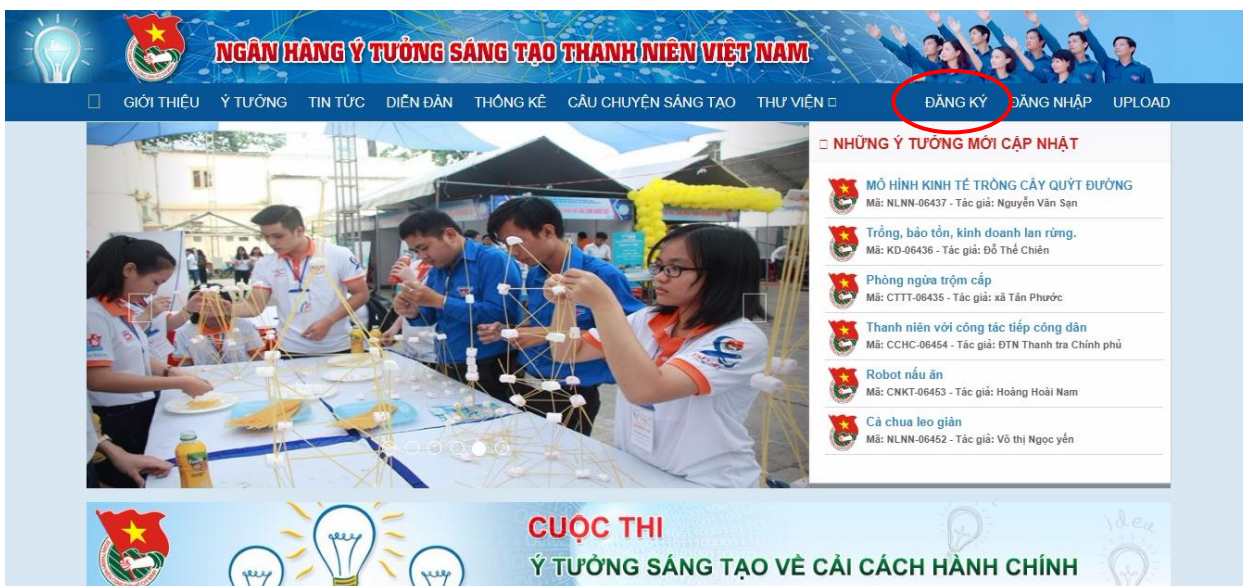 NGÂN HÀNG Ý TƯỞNG SÁNG TẠO THANH NIÊN VIỆT NAM
GIỚI THIỆU Ý TƯỞNG TIN TỨC DIỄN ĐÀN THỐNG KÊ CÂU CHUYỆN SÁNG TẠO THƯ VIỆN ĐĂNG KÝ ĐĂNG NHẬP UPLOAD
NHỮNG Ý TƯỞNG MỚI CẬP NHẬT
MÔ HÌNH KINH TẾ TRỒNG CÂY QUÝT ĐƯỜNG
Mã: NLNN-06437 - Tác giả: Nguyễn Văn Sạn
Trồng, bảo tồn, kinh doanh lan rừng.
Mã: KD-06436 - Tác giả: Đỗ Thế Chiên
Phòng ngừa trộm cắp
Mã: CTTT-06435 - Tác giả: xã Tân Phước
Thanh niên với công tác tiếp công dân
Mã: CCHC-06454 - Tác giả: ĐTN Thanh tra Chính phủ
Robot nấu ăn
Mã: CNKT-06453 - Tác giả: Hoàng Hoài Nam
Cà chua leo giàn
Mã: NLNN-06452 - Tác giả: Võ thị Ngọc yến
CUỘC THI
idea
Ý TƯỞNG SÁNG TẠO VỀ CẢI CÁCH HÀNH CHÍNH